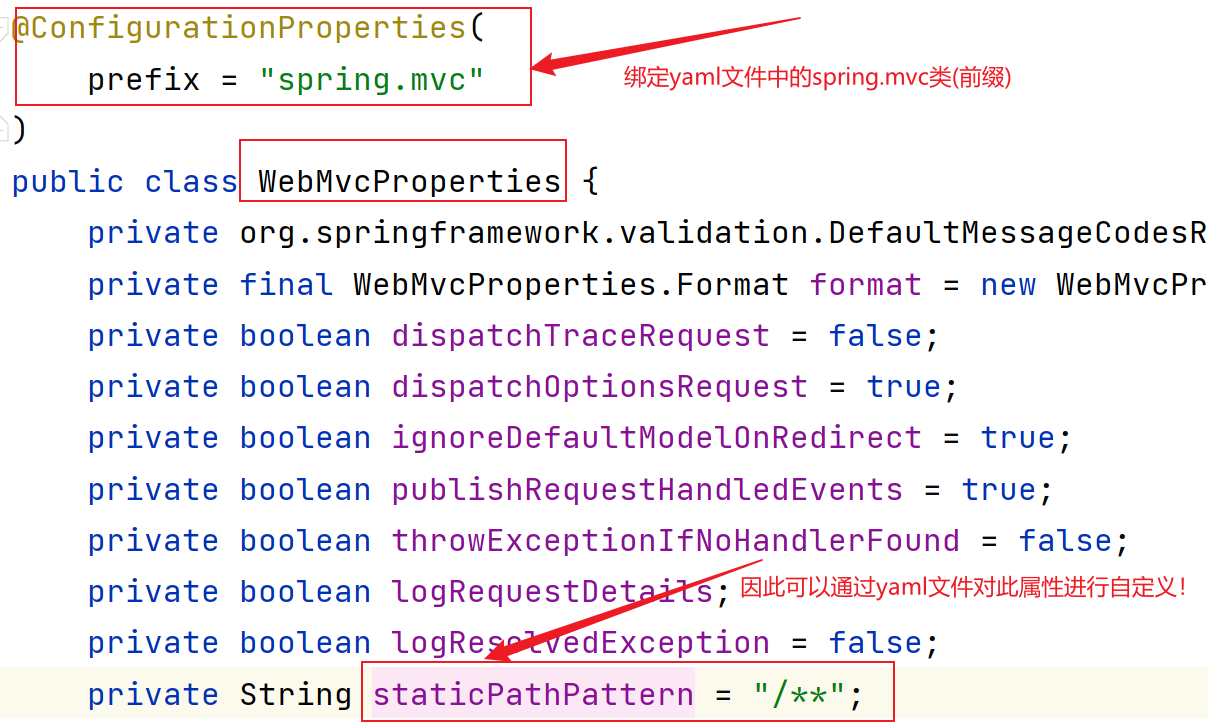 @ConfigurationProperties(
prefix = "spring.mvc"
绑定yaml文件中的spring.mvc类(前缀)
)
public class WebMvcProperties {
private org.springframework.validation.DefaultMessageCodesR
private final WebMvcProperties.Format format = new WebMvcPr
private boolean dispatchTraceRequest = false;
private boolean dispatchOptionsRequest = true;
private boolean ignoreDefaultModelOnRedirect = true;
private boolean publishRequestHandledEvents = true;
private boolean throwExceptionIfNoHandlerFound = false;
private boolean logRequestDetails;
因此可以通过yaml文件对此属性进行自定义!
private boolean logResolvedException = false;
private String staticPathPattern = "/**";